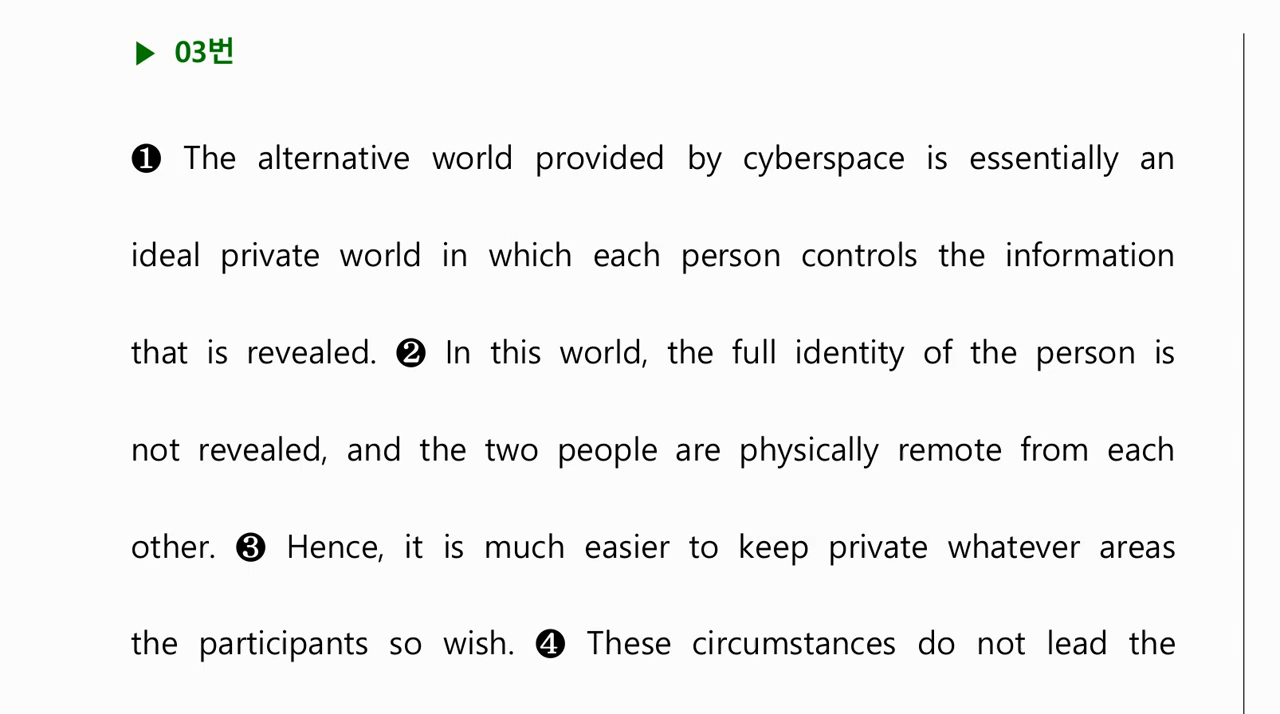 ▶ 03번
❶ The alternative world provided by cyberspace is essentially an
ideal private world in which each person controls the information
that is revealed. ❷ In this world, the full identity of the person is
not revealed, and the two people are physically remote from each
other. ❸ Hence, it is much easier to keep private whatever areas
the participants so wish. ❹ These circumstances do not lead the